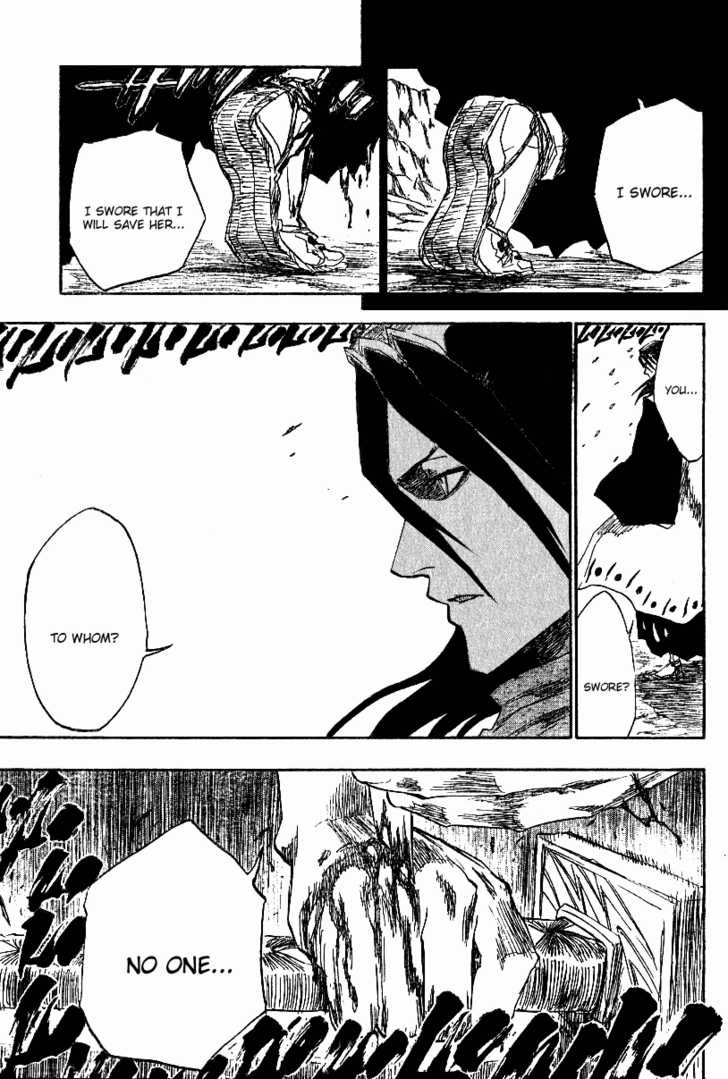 I SWORE...
I SWORE THAT I
WILL SAVE HER...
YOU...
SWORE?
TO WHOM?
NO ONE...